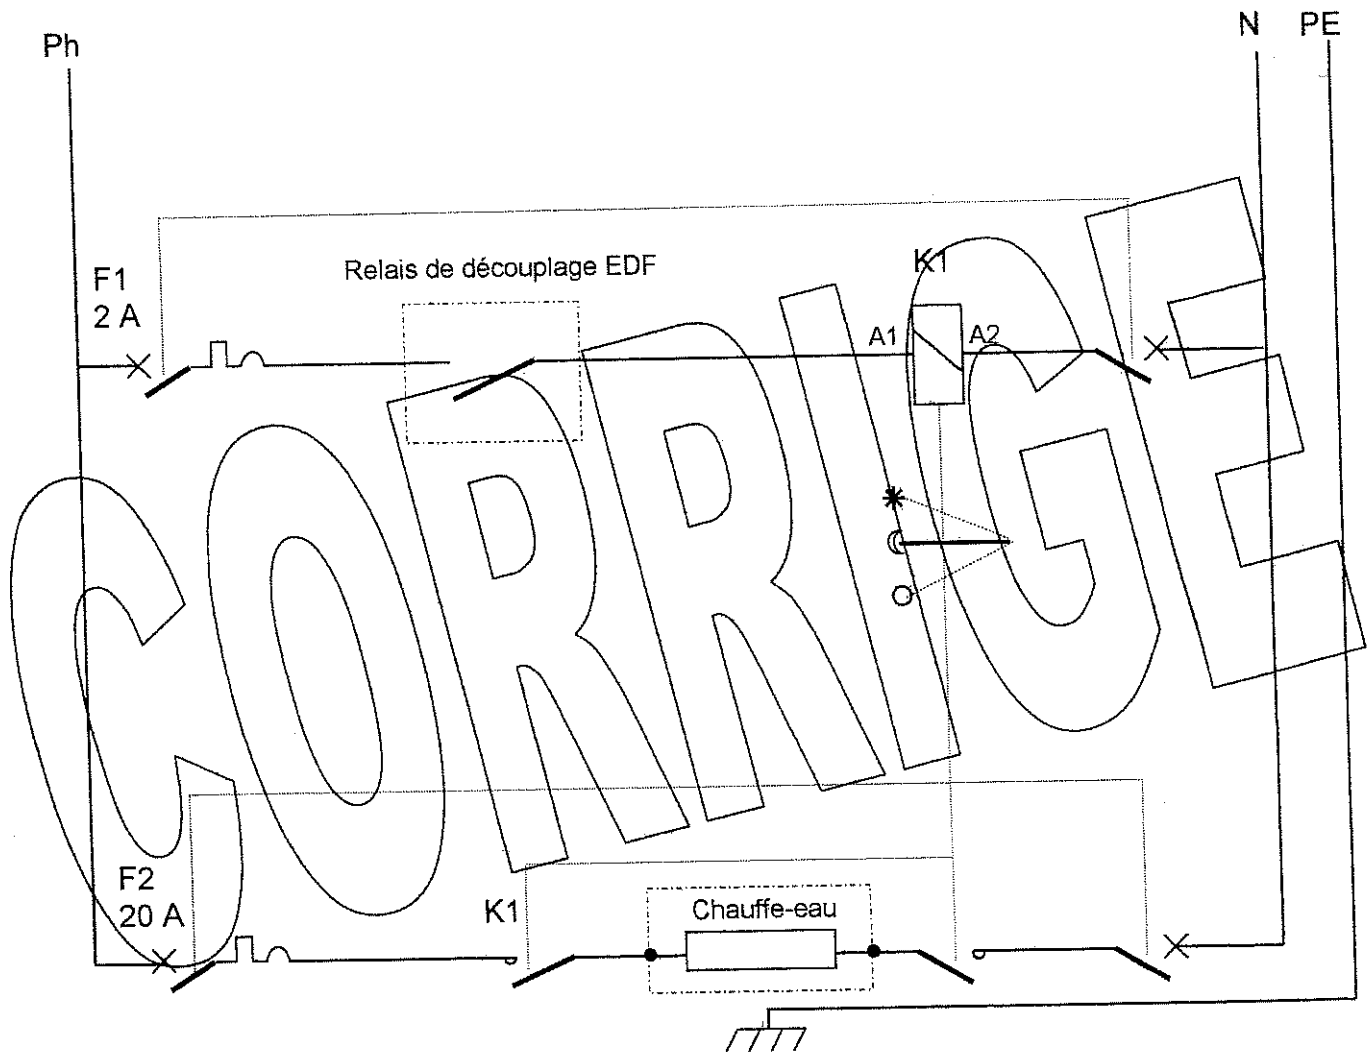 Ph
N
PE
F1
2 A
Relais de découplage EDF
K1
A1
A2
CORRIGE
F2
20 A
K1
Chauffe-eau